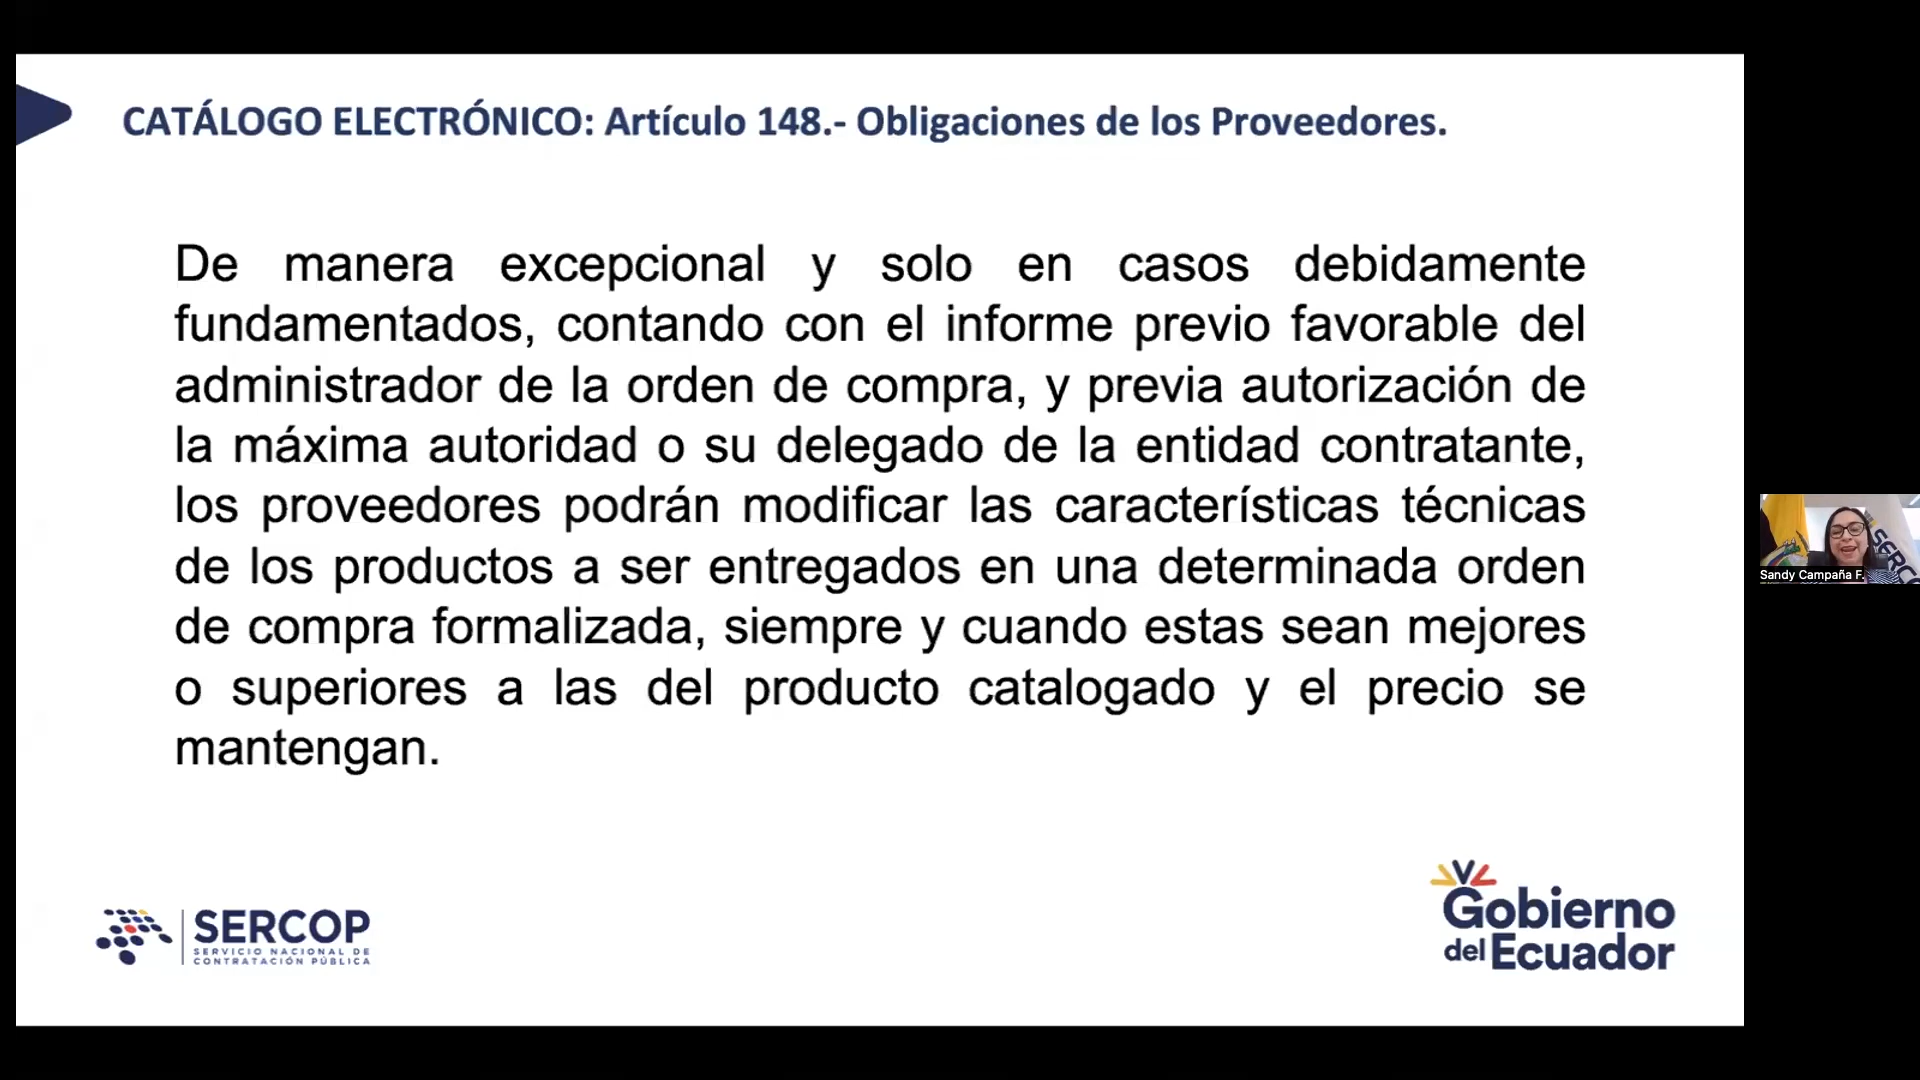 CATÁLOGO ELECTRÓNICO: Artículo 148.- Obligaciones de los Proveedores.
De manera excepcional y solo en casos debidamente
fundamentados, contando con el informe previo favorable del
administrador de la orden de compra, y previa autorización de
la máxima autoridad o su delegado de la entidad contratante,
los proveedores podrán modificar las características técnicas
de los productos a ser entregados en una determinada orden
de compra formalizada, siempre y cuando estas sean mejores
o superiores a las del producto catalogado y el precio se
mantengan.
SERCOP
SERVICIO NACIONAL DE
CONTRATACIÓN PÚBLICA
Gobierno
del Ecuador
SERC
Sandy Campaña F.